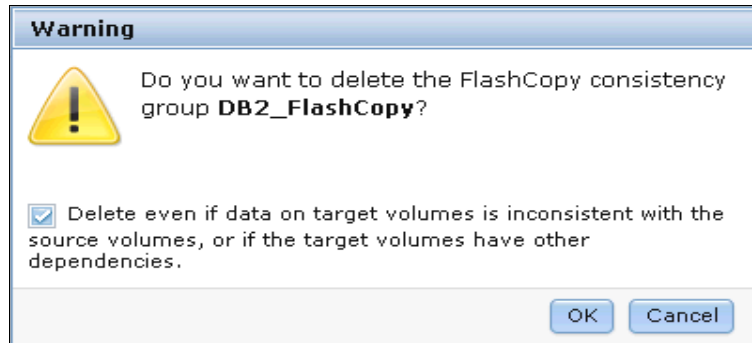 Warning
Do you want to delete the FlashCopy consistency
group DB2_FlashCopy?
Delete even if data on target volumes is inconsistent with the
source volumes, or if the target volumes have other
dependencies.
OK Cancel